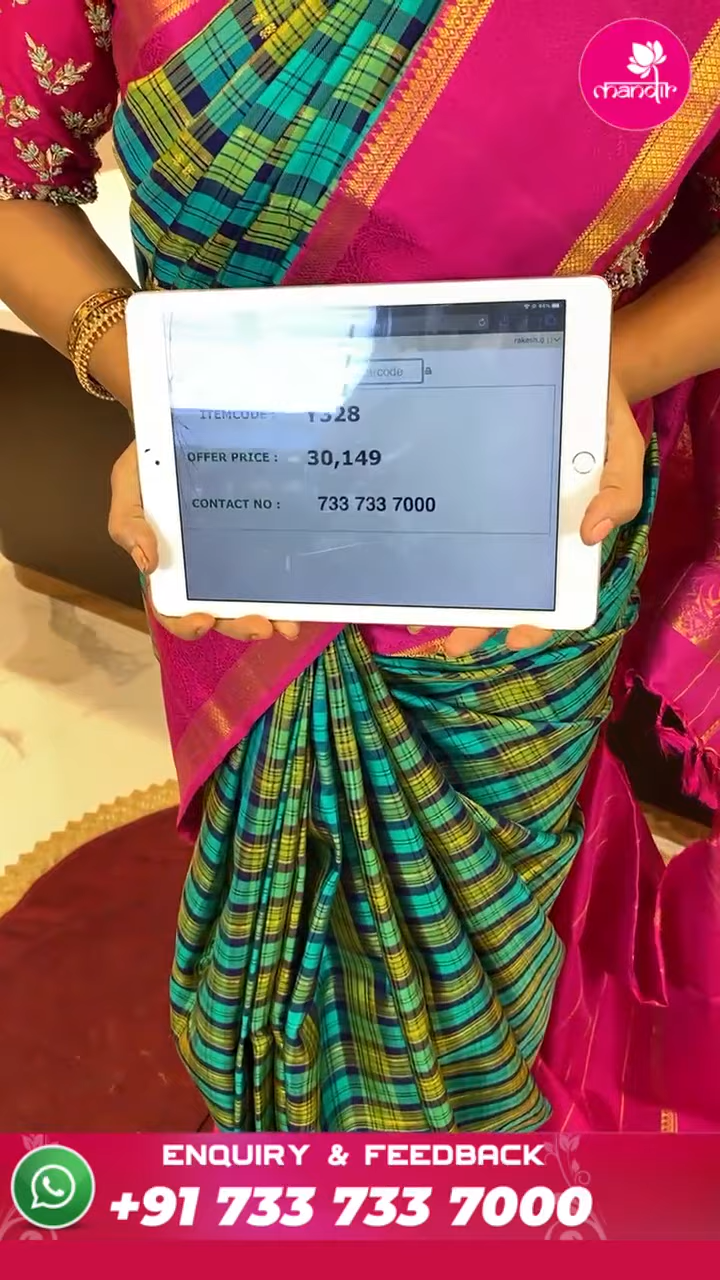 mandir
rakesh.g
ITEMCODE : Y328
OFFER PRICE : 30,149
CONTACT NO : 733 733 7000
ENQUIRY & FEEDBACK
+91 733 733 7000